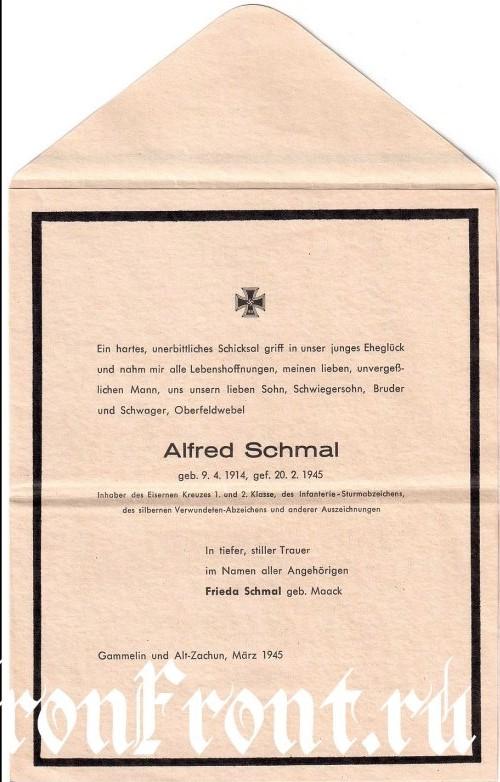 Ein hartes, unerbittliches Schicksal griff in unser junges Eheglück
und nahm mir alle Lebenshoffnungen, meinen lieben, unvergeß-
lichen Mann, uns unsern lieben Sohn, Schwiegersohn, Bruder
und Schwager, Oberfeldwebel
Alfred Schmal
geb. 9. 4. 1914, gef. 20. 2. 1945
Inhaber des Eisernen Kreuzes 1. und 2. Klasse, des Infanterie-Sturmabzeichens,
des silbernen Verwundeten-Abzeichens und anderer Auszeichnungen
In tiefer, stiller Trauer
im Namen aller Angehörigen
Frieda Schmal geb. Maack
Gammelin und Alt-Zachun, März 1945
ronFront.ru